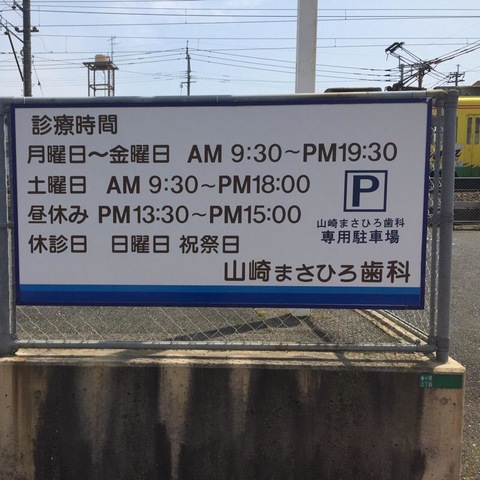 診療時間
月曜日～金曜日 AM 9:30～PM19:30
土曜日 AM 9:30～PM18:00
昼休み PM13:30～PM15:00
休診日 日曜日 祝祭日
P
山崎まさひろ歯科
専用駐車場
山崎まさひろ歯科